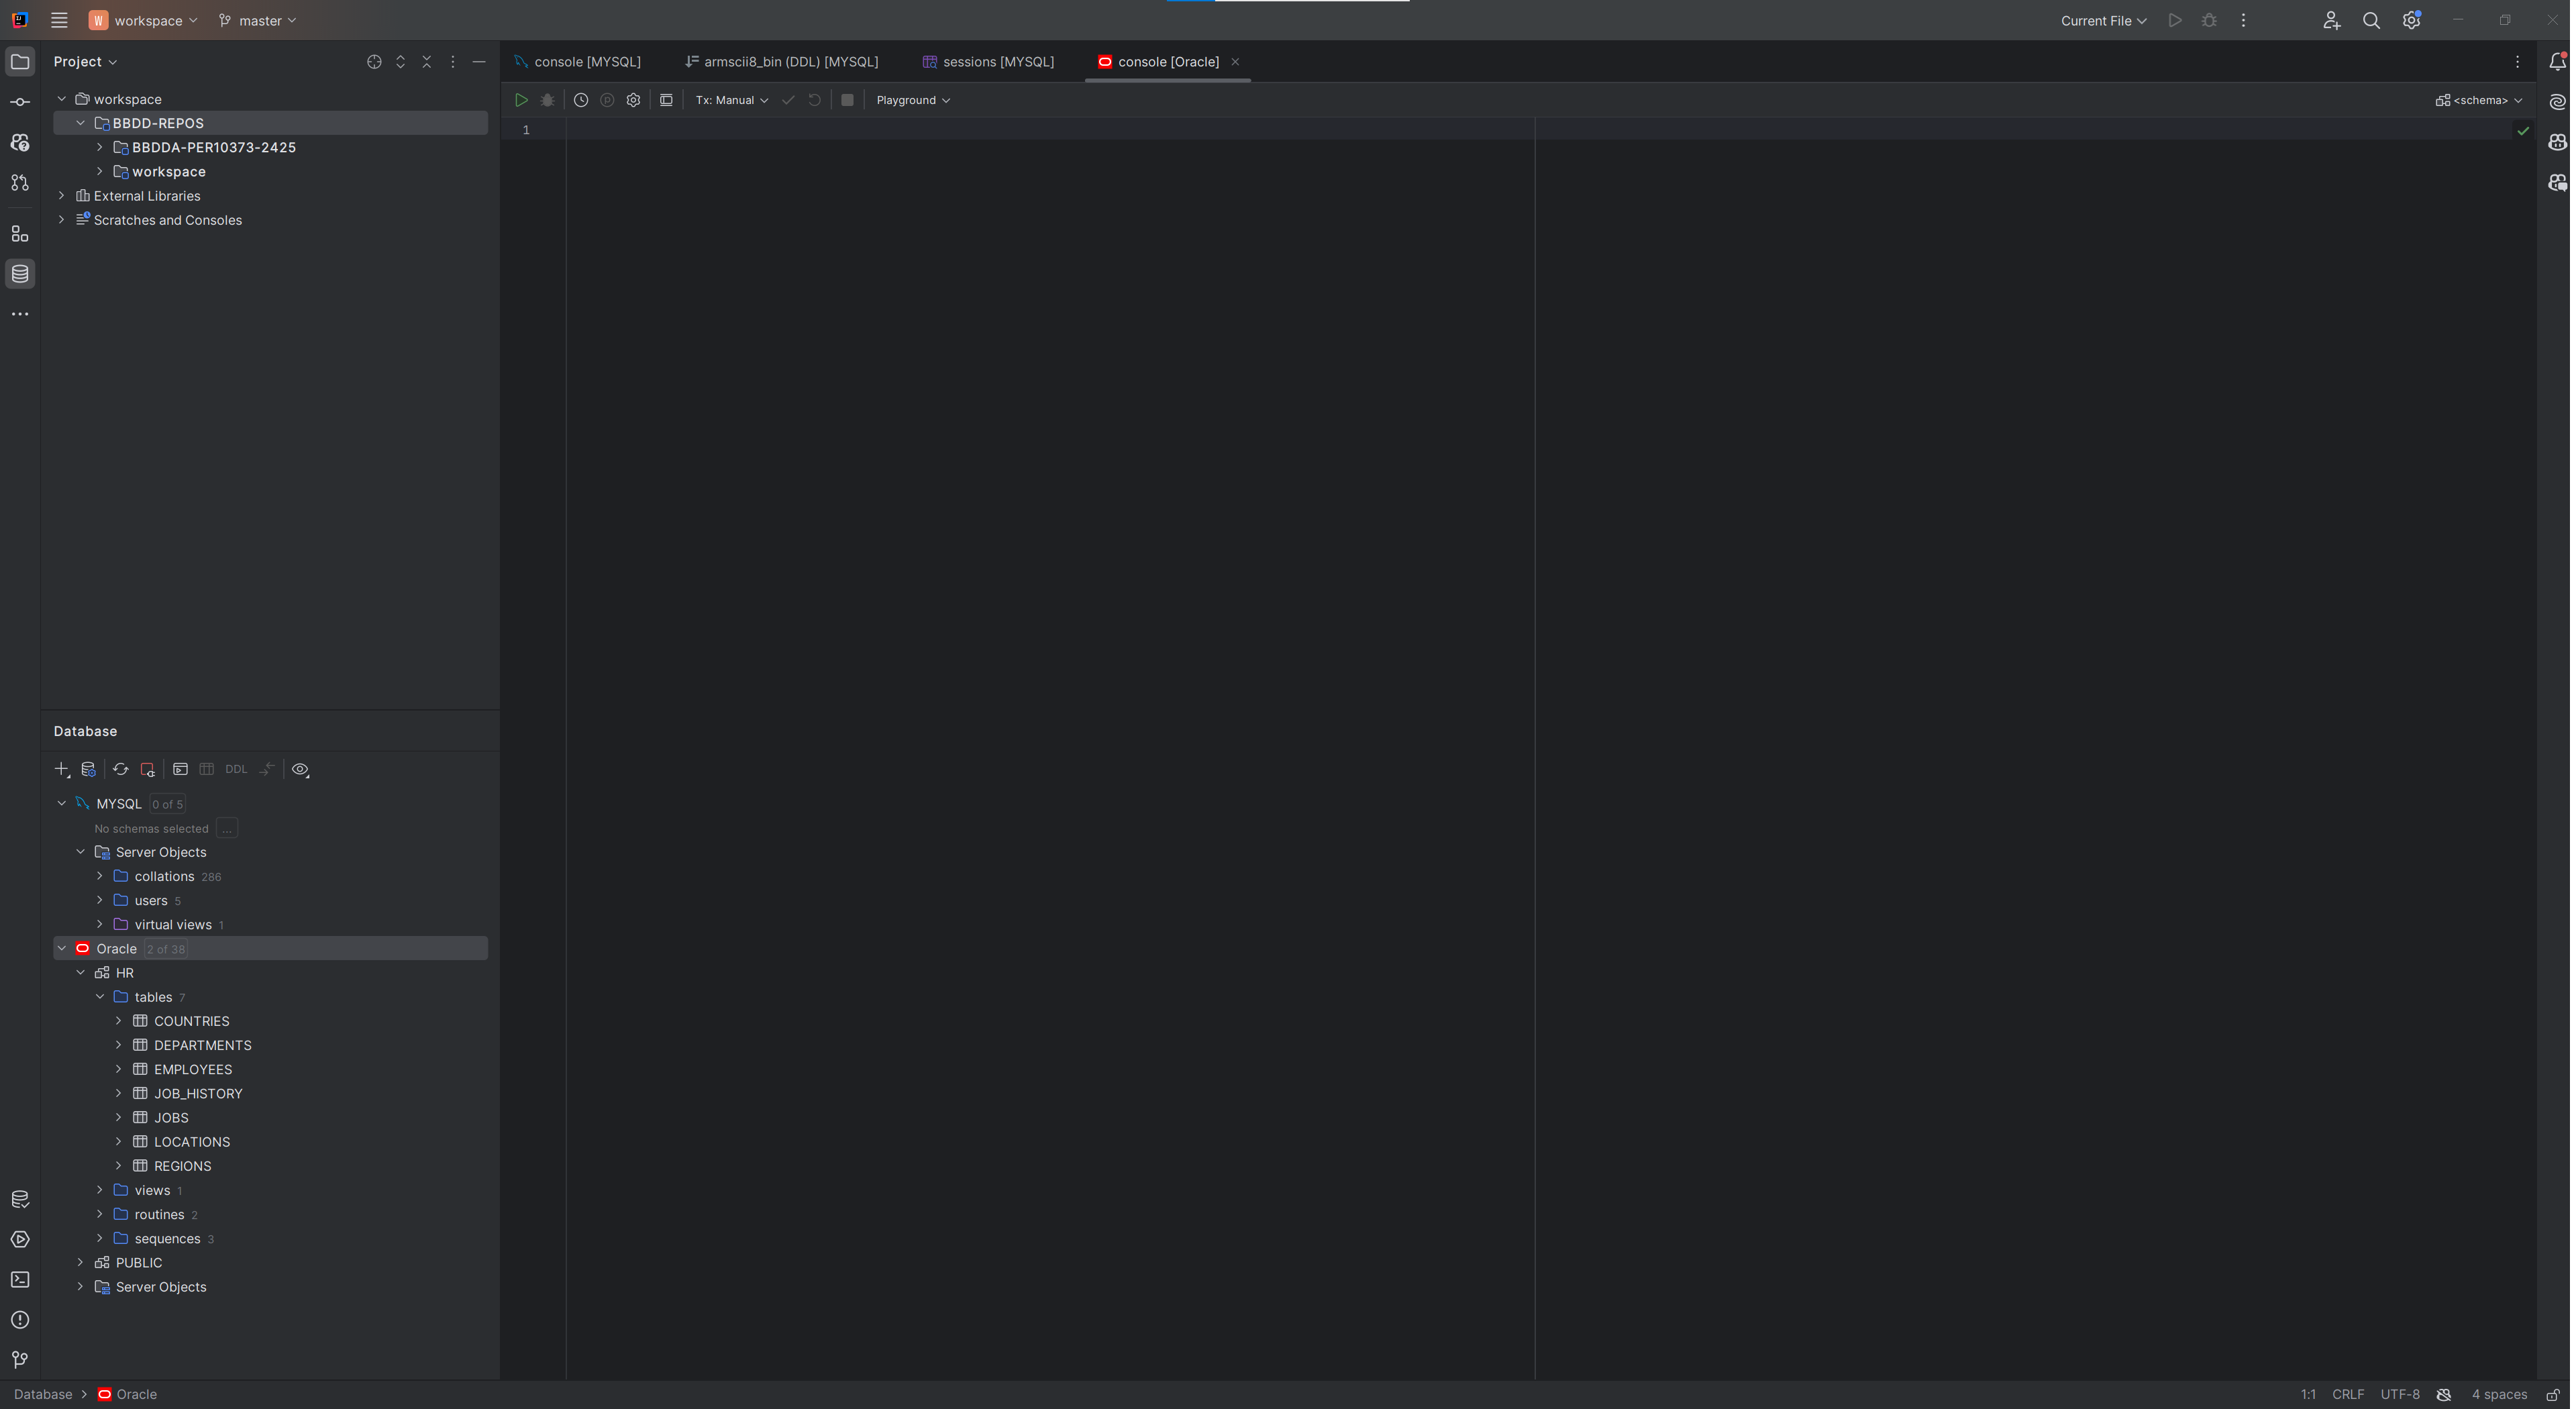 W workspace master Current File
Project
console [MYSQL] armscii8_bin (DDL) [MYSQL] sessions [MYSQL] console [Oracle]
Tx: Manual Playground <schema>
1
workspace
BBDD-REPOS
BBDDA-PER10373-2425
workspace
External Libraries
Scratches and Consoles
Database
DDL
MYSQL 0 of 5
No schemas selected ...
Server Objects
collations 286
users 5
virtual views 1
Oracle 2 of 38
HR
tables 7
COUNTRIES
DEPARTMENTS
EMPLOYEES
JOB_HISTORY
JOBS
LOCATIONS
REGIONS
views 1
routines 2
sequences 3
PUBLIC
Server Objects
Database Oracle 1:1 CRLF UTF-8 4 spaces